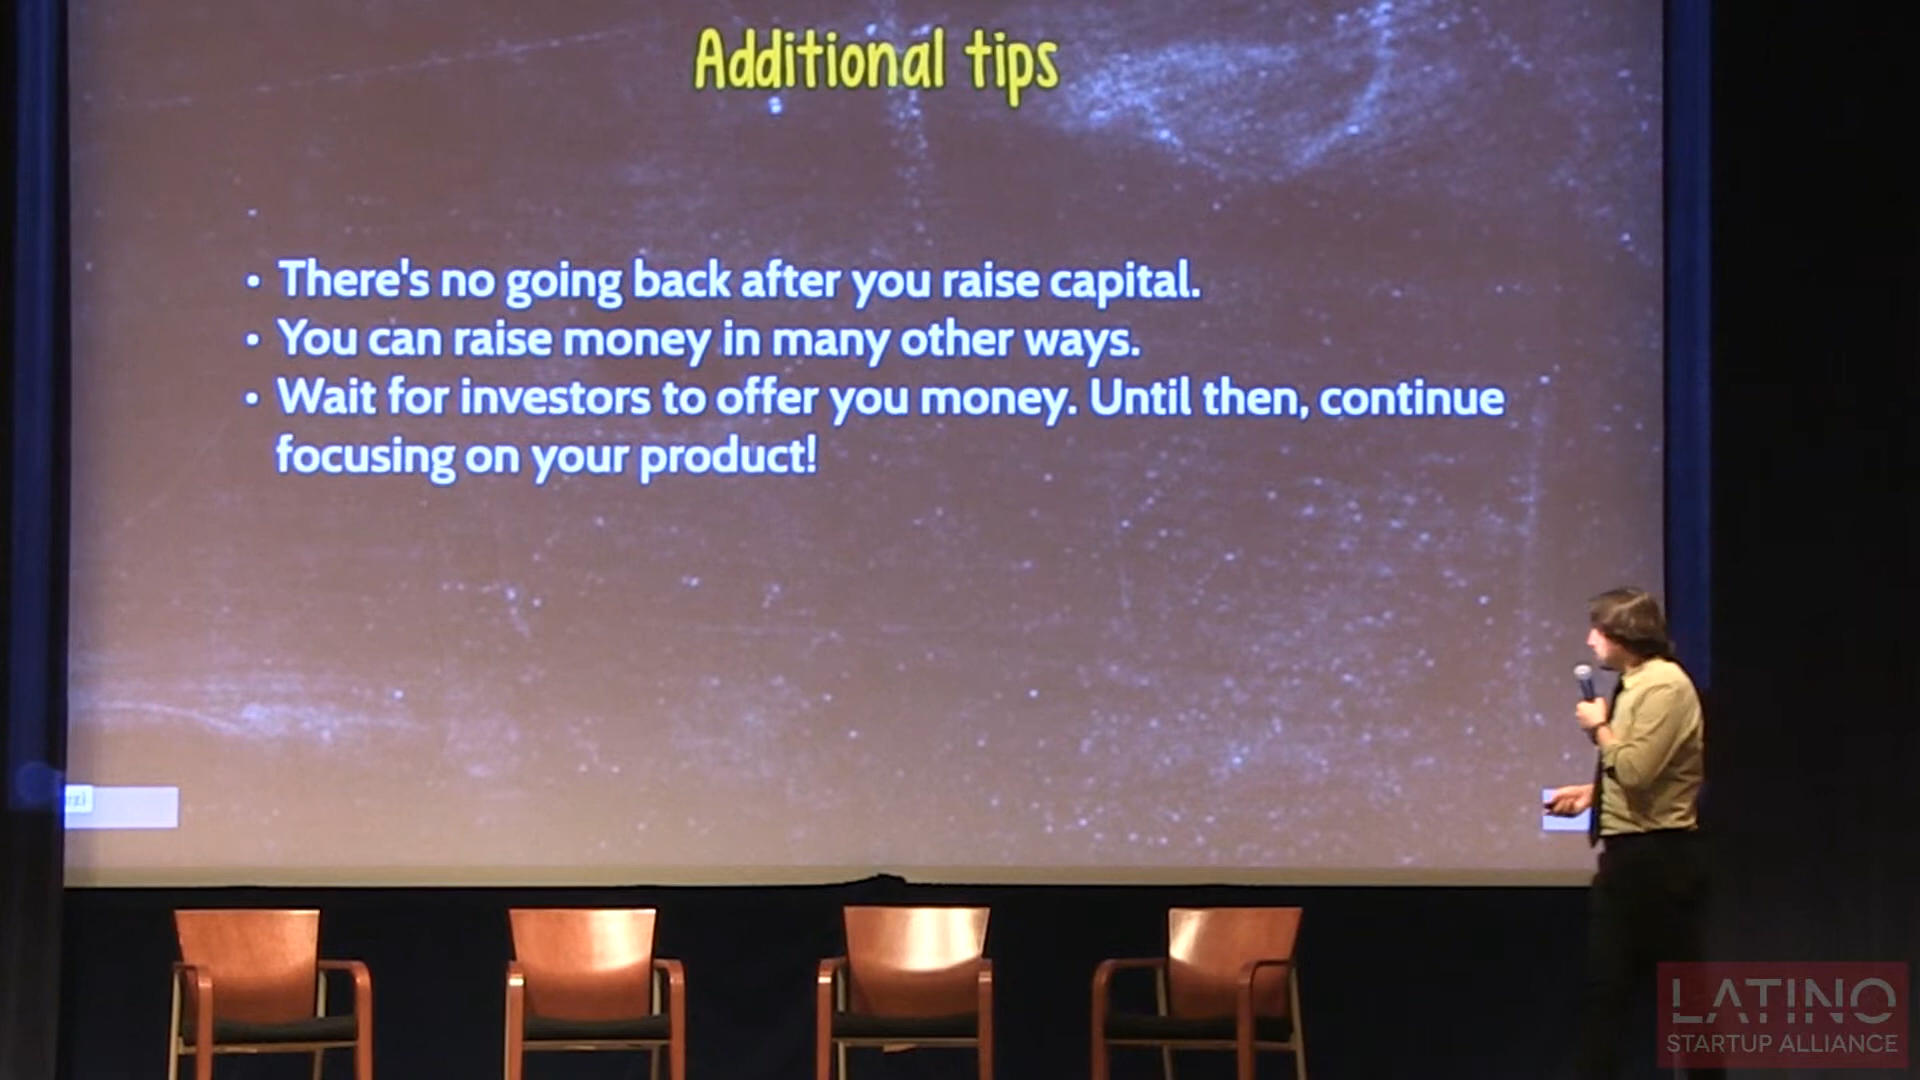 Additional tips
• There's no going back after you raise capital.
• You can raise money in many other ways.
• Wait for investors to offer you money. Until then, continue
focusing on your product!
LATINO
STARTUP ALLIANCE